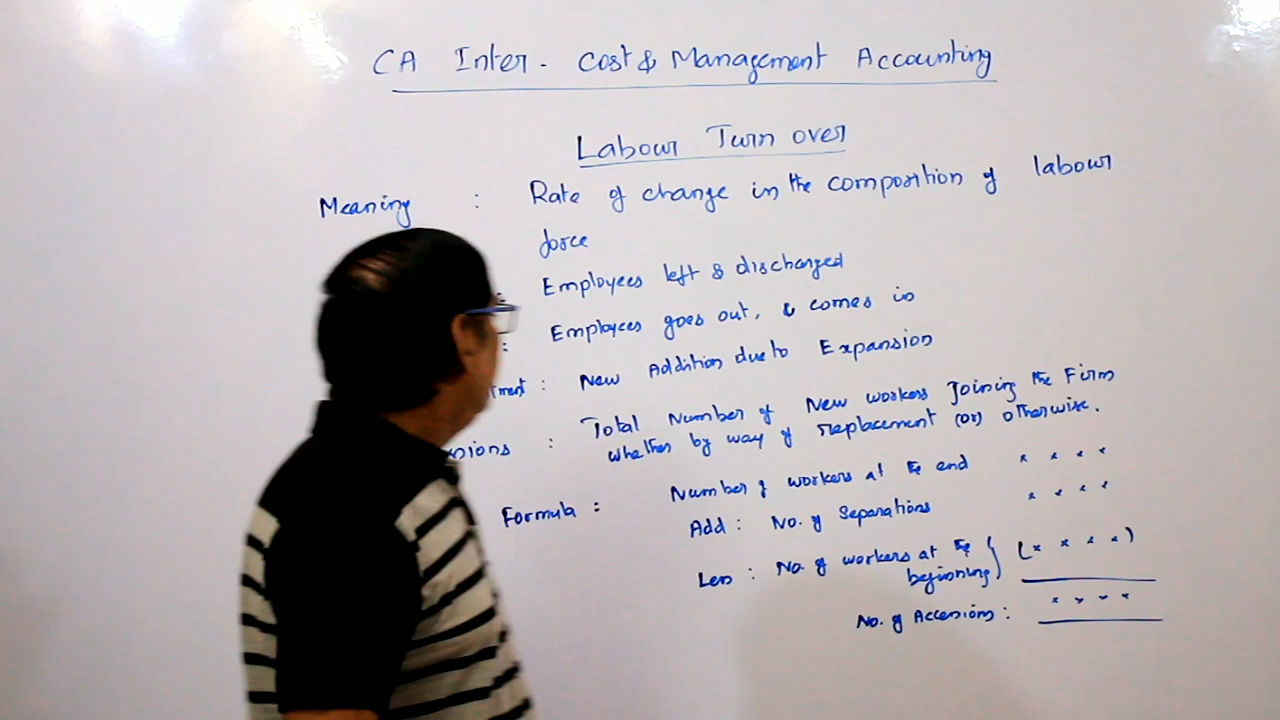 CA Inter - Cost & Management Accounting
Labour Turn over
Meaning : Rate of change in the composition of labour
force
Employees left & discharged
: Employees goes out, & comes in
tment : New Addition due to Expansion
sions : Total Number of New workers Joining the Firm
whether by way of replacement (or) otherwise.
Formula : Number of workers at the end x x x x
Add : No. of Separations x x x x
Less : No. of workers at the
beginning } (x x x x)
No. of Accessions : x x x x